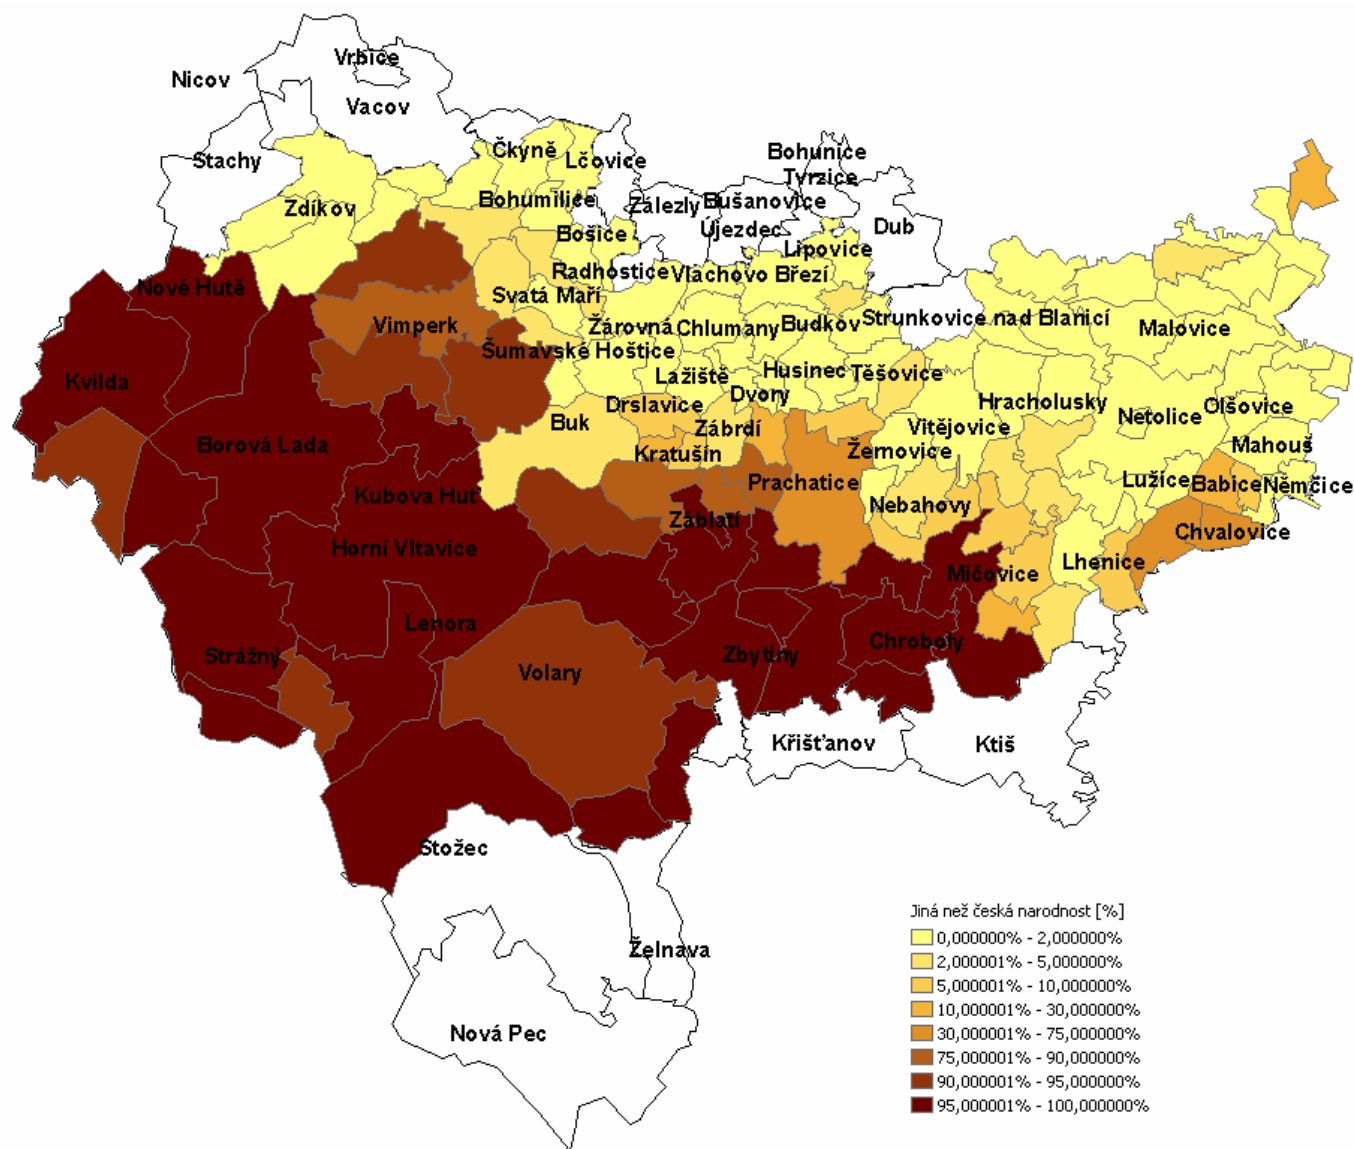 Vrbice
Nicov
Vacov
Stachy
Čkyně
Lčovice
Bohunice
Tyrzice
Zdíkov
Bohumilice
Zálezly
Bušanovice
Újezdec
Dub
Bošice
Lipovice
Radhostice
Vlachovo Březí
Nové Hutě
Svatá Maří
Vimperk
Žárovná
Chlumany
Budkov
Strunkovice nad Blanicí
Malovice
Šumavské Hoštice
Kvilda
Lažiště
Husinec
Těšovice
Dvory
Drslavice
Hracholusky
Netolice
Olšovice
Buk
Zábrdí
Vitějovice
Borová Lada
Kratušín
Žernovice
Mahouš
Kubova Huť
Prachatice
Nebahovy
Lužice
Babice
Němčice
Záblatí
Chvalovice
Horní Vltavice
Mičovice
Lhenice
Lenora
Strážný
Zbytiny
Chroboly
Volary
Křišťanov
Ktiš
Stožec
Želnava
Nová Pec
Jiná než česká narodnost [%]
0,000000% - 2,000000%
2,000001% - 5,000000%
5,000001% - 10,000000%
10,000001% - 30,000000%
30,000001% - 75,000000%
75,000001% - 90,000000%
90,000001% - 95,000000%
95,000001% - 100,000000%